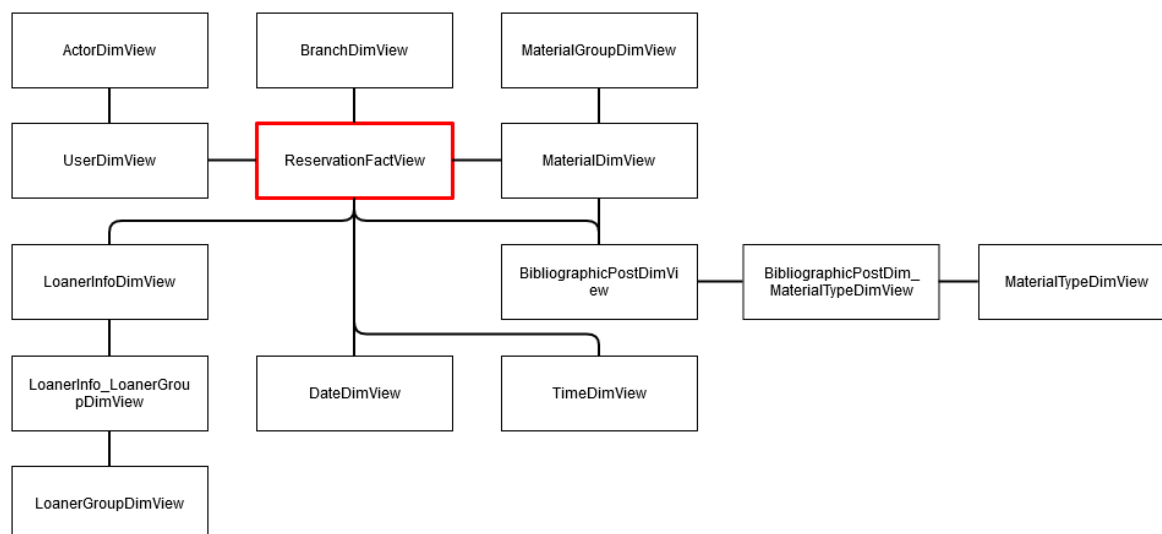 ActorDimView
BranchDimView
MaterialGroupDimView
UserDimView
ReservationFactView
MaterialDimView
LoanerInfoDimView
BibliographicPostDimVi
ew
BibliographicPostDim_
MaterialTypeDimView
MaterialTypeDimView
LoanerInfo_LoanerGrou
pDimView
DateDimView
TimeDimView
LoanerGroupDimView